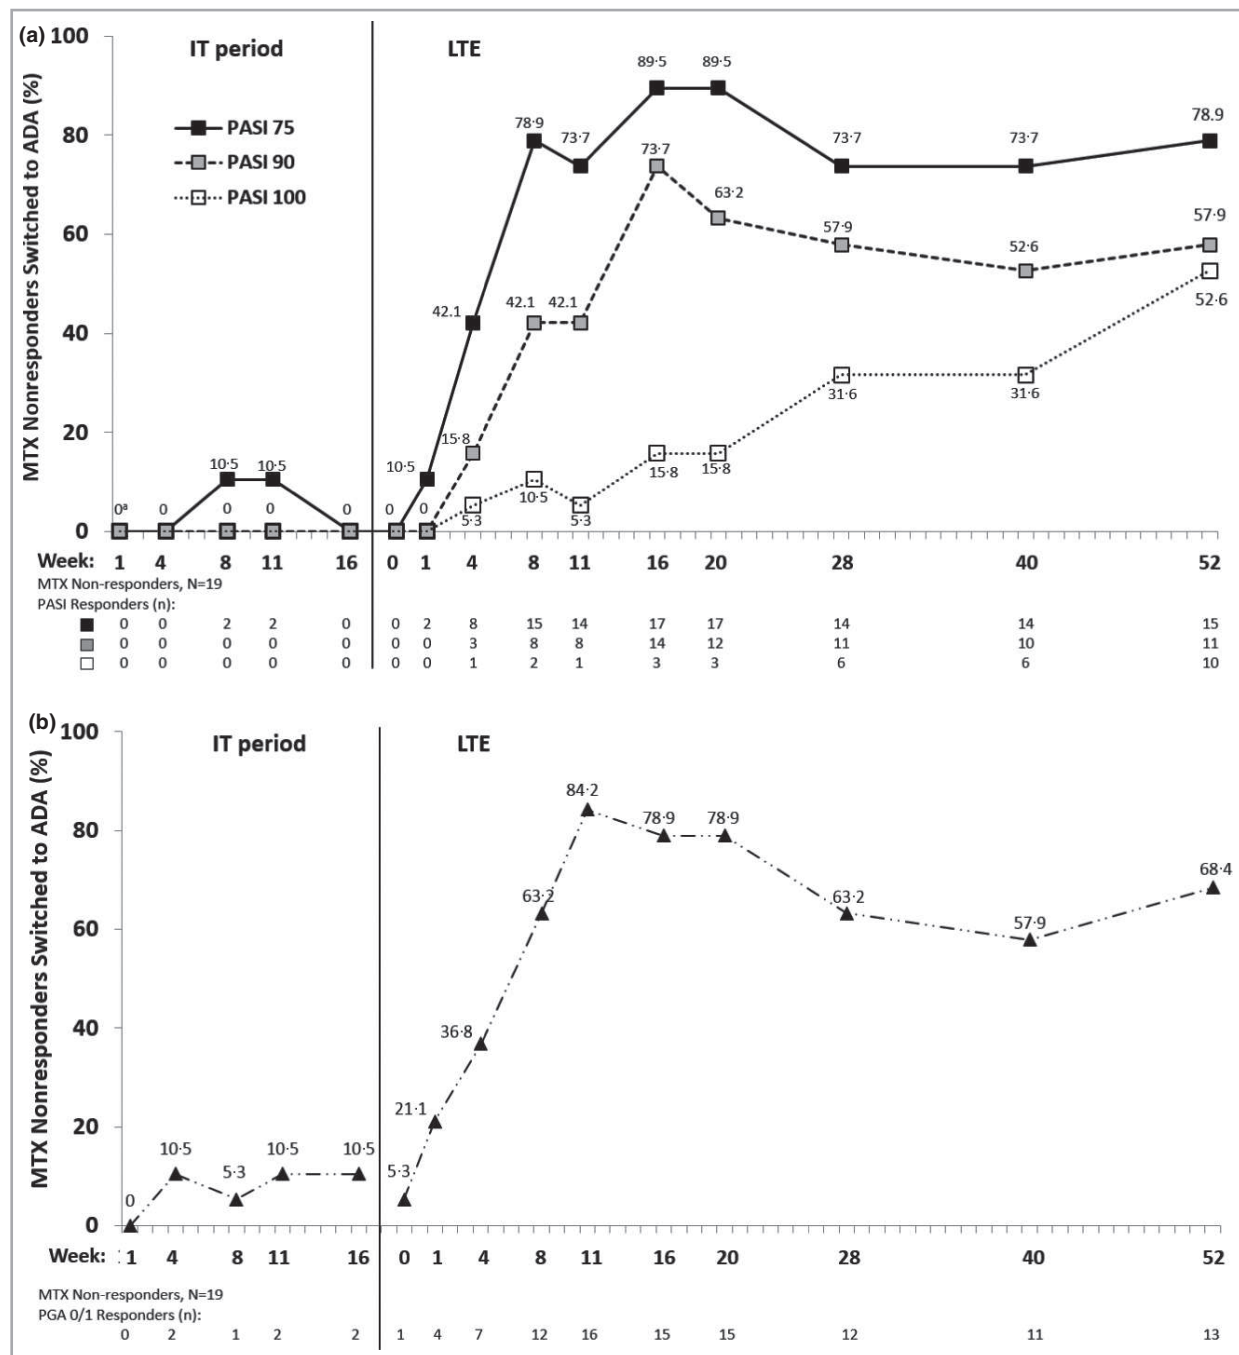 (a)
MTX Nonresponders Switched to ADA (%)
100
80
60
40
20
0
IT period
LTE
PASI 75
PASI 90
PASI 100
89·5 89·5
78·9 73·7 73·7 73·7 78.9
73·7
63·2
57·9 52·6 57·9
42.1 42.1 42.1
52·6
31·6 31·6
15·8 15·8 15·8
10·5 10·5 10·5 10·5
5·3 5·3
0ª 0 0 0 0 0 0
Week: 1 4 8 11 16 0 1 4 8 11 16 20 28 40 52
MTX Non-responders, N=19
PASI Responders (n):
0 0 2 2 0 0 2 8 15 14 17 17 14 14 15
0 0 0 0 0 0 0 3 8 8 14 12 11 10 11
0 0 0 0 0 0 0 1 2 1 3 3 6 6 10
(b)
MTX Nonresponders Switched to ADA (%)
100
80
60
40
20
0
IT period
LTE
84·2
78·9 78·9
63·2 63·2 68·4
57·9
36·8
21·1
0 10·5 5·3 10·5 10·5 5·3
Week: 1 4 8 11 16 0 1 4 8 11 16 20 28 40 52
MTX Non-responders, N=19
PGA 0/1 Responders (n):
0 2 1 2 2 1 4 7 12 16 15 15 12 11 13